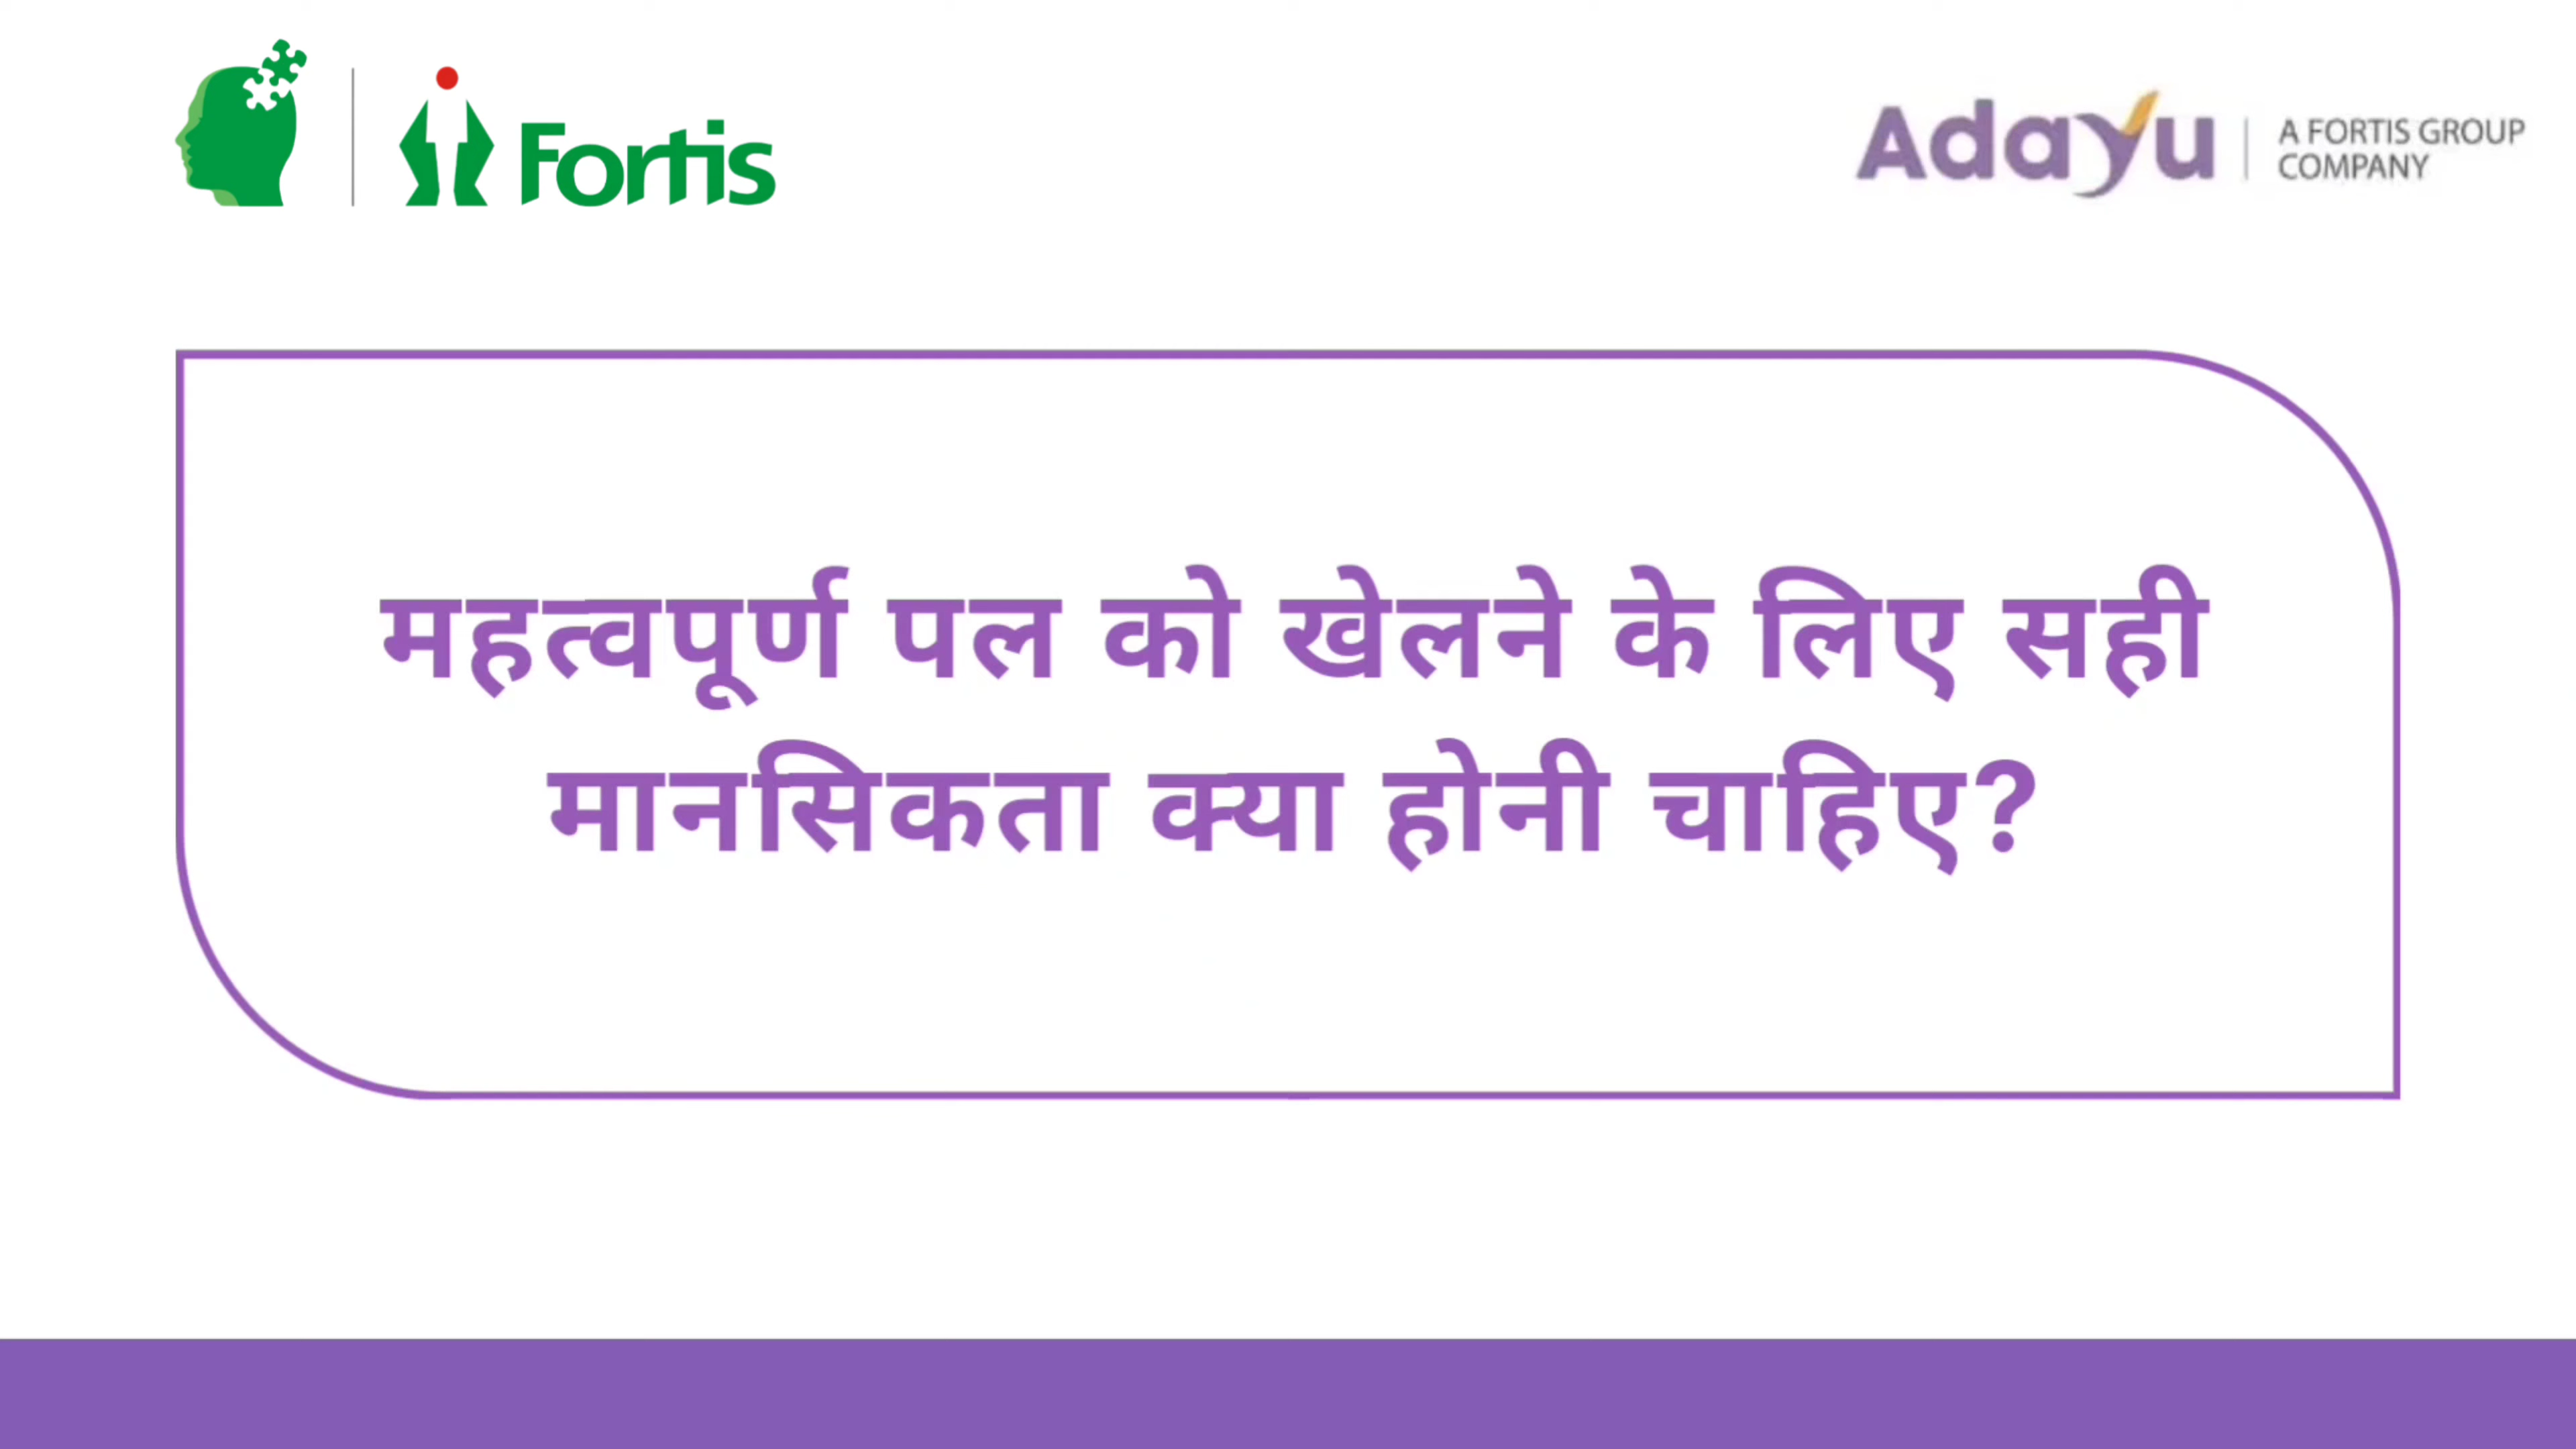 Fortis
Adayu
A FORTIS GROUP
COMPANY
महत्वपूर्ण पल को खेलने के लिए सही
मानसिकता क्या होनी चाहिए?